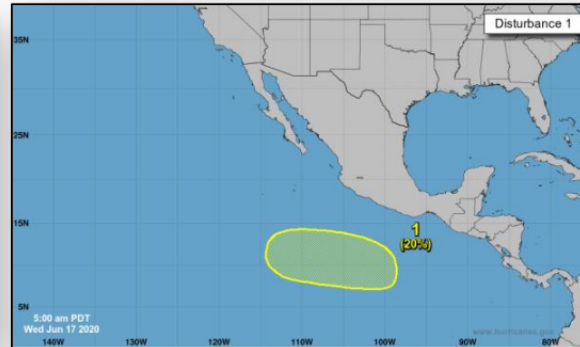 Disturbance 1
35N
25N
15N
5N
1
(20%)
5:00 am PDT
Wed Jun 17 2020
www.hurricanes.gov
140W
130W
120W
110W
100W
90W
80W